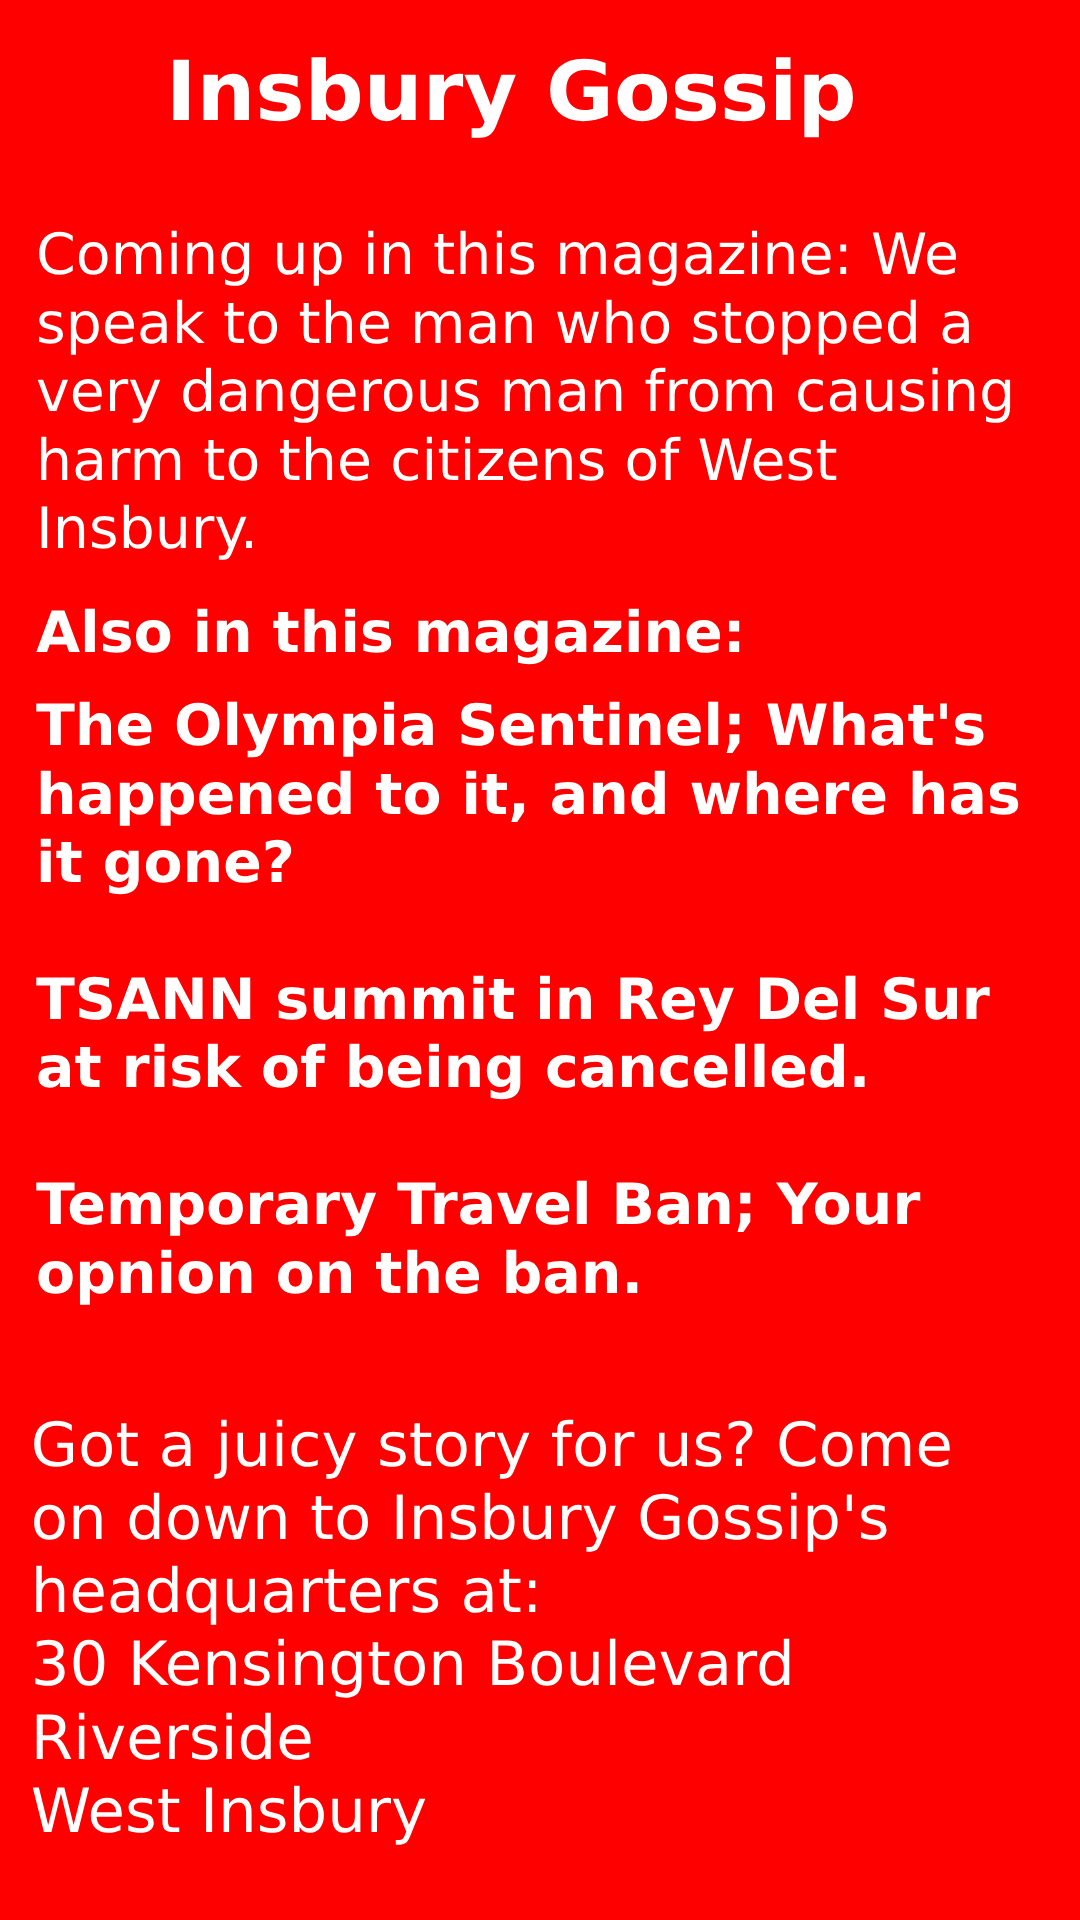 Insbury Gossip
Coming up in this magazine: We
speak to the man who stopped a
very dangerous man from causing
harm to the citizens of West
Insbury.
Also in this magazine:
The Olympia Sentinel; What's
happened to it, and where has
it gone?
TSANN summit in Rey Del Sur
at risk of being cancelled.
Temporary Travel Ban; Your
opnion on the ban.
Got a juicy story for us? Come
on down to Insbury Gossip's
headquarters at:
30 Kensington Boulevard
Riverside
West Insbury